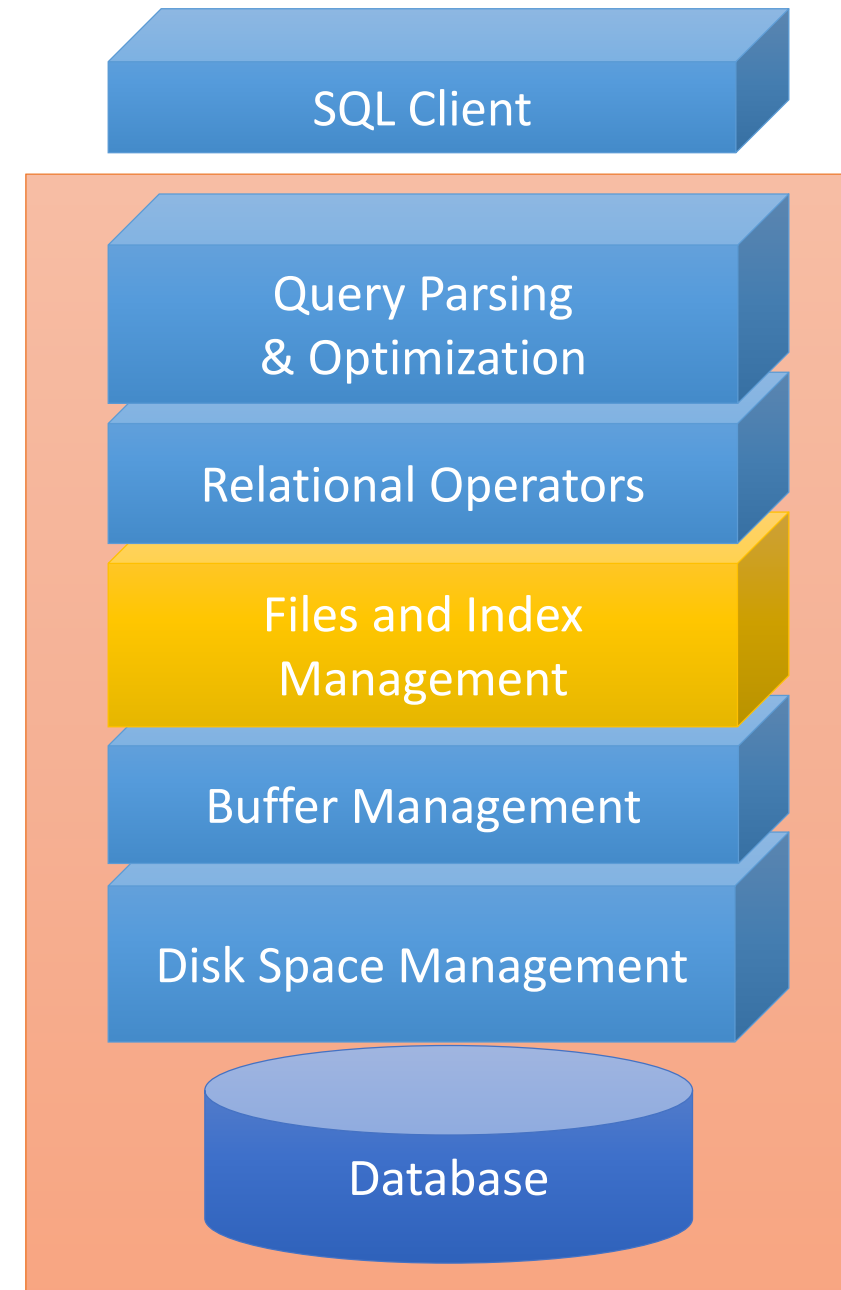 SQL Client
Query Parsing
& Optimization
Relational Operators
Files and Index
Management
Buffer Management
Disk Space Management
Database